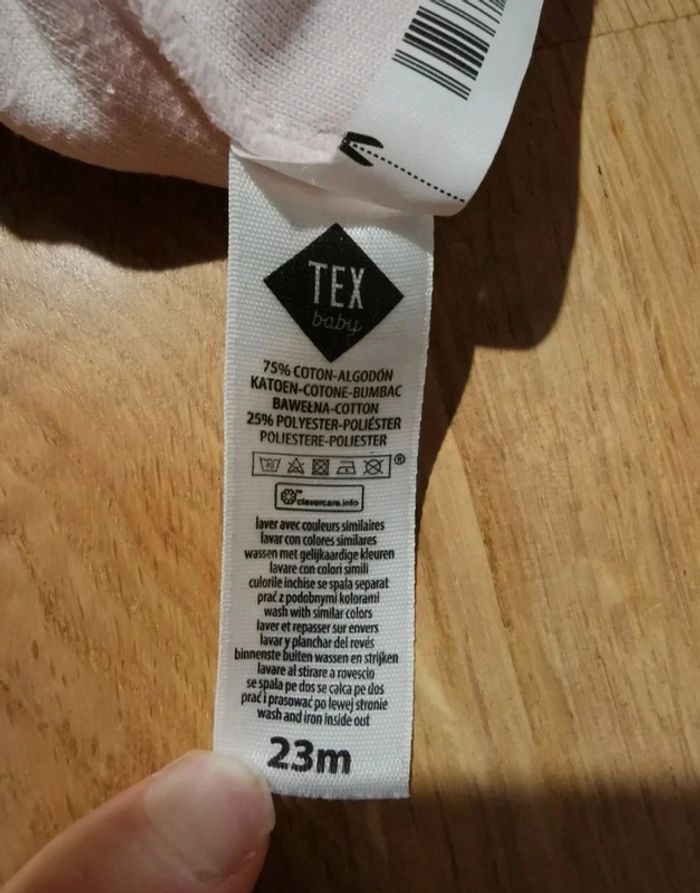 TEX
baby
75% COTON-ALGODÓN
KATOEN-COTONE-BUMBAC
BAWEŁNA-COTTON
25% POLYESTER-POLIÉSTER
POLIESTERE-POLIESTER
®
clevercare.info
laver avec couleurs similaires
lavar con colores similares
wassen met gelijkaardige kleuren
lavare con colori simili
culorile inchise se spala separat
prać z podobnymi kolorami
wash with similar colors
laver et repasser sur envers
lavar y planchar del revés
binnenste buiten wassen en strijken
lavare al stirare a rovescio
se spala pe dos se calca pe dos
prać i prasować po lewej stronie
wash and iron inside out
23m